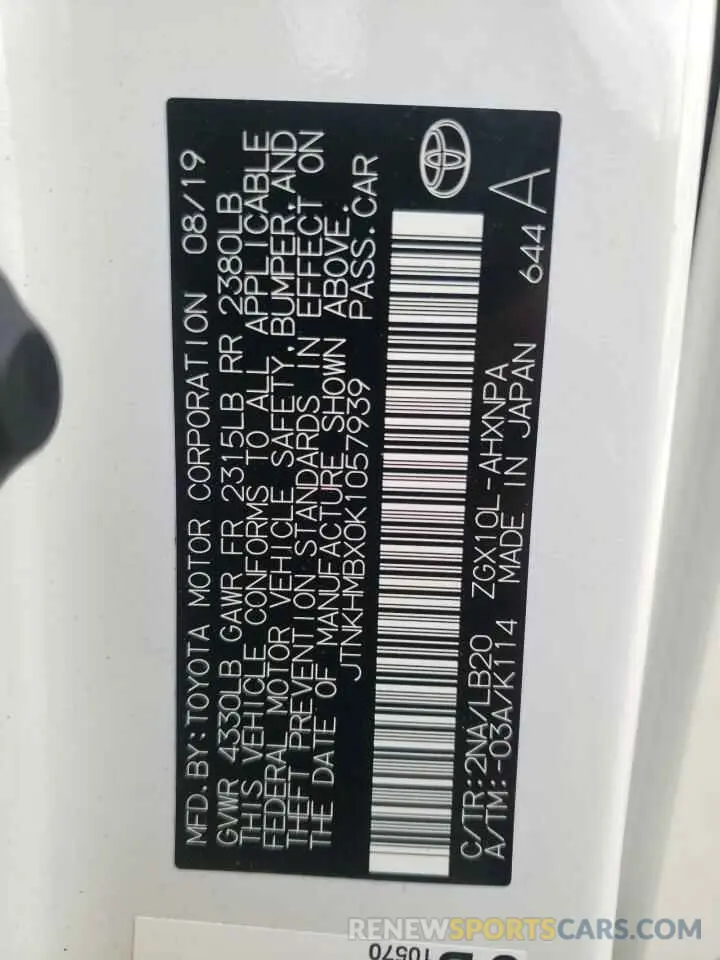 MFD. BY: TOYOTA MOTOR CORPORATION 08/19
GVWR 4330LB GAWR FR 2315LB RR 2380LB
THIS VEHICLE CONFORMS TO ALL APPLICABLE
FEDERAL MOTOR VEHICLE SAFETY, BUMPER, AND
THEFT PREVENTION STANDARDS IN EFFECT ON
THE DATE OF MANUFACTURE SHOWN ABOVE.
JTNKHMBX0K1057939 PASS. CAR
C/TR: 2NA/LB20 ZGX10L-AHXNPA
A/TM: -03A/K114 MADE IN JAPAN 644 A
10570
RENEWSPORTSCARS.COM